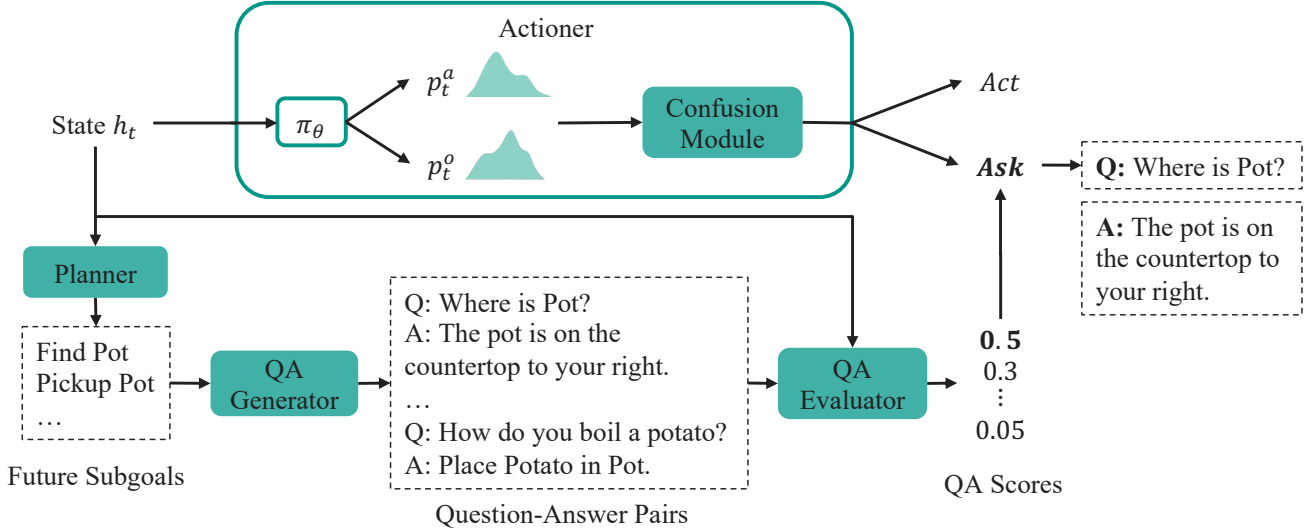 Actioner
State h_t
π_θ
p_t^a
p_t^o
Confusion
Module
Act
Ask
Q: Where is Pot?
A: The pot is on
the countertop to
your right.
Planner
Find Pot
Pickup Pot
…
Future Subgoals
QA
Generator
Q: Where is Pot?
A: The pot is on the
countertop to your right.
…
Q: How do you boil a potato?
A: Place Potato in Pot.
Question-Answer Pairs
QA
Evaluator
0.5
0.3
⋮
0.05
QA Scores